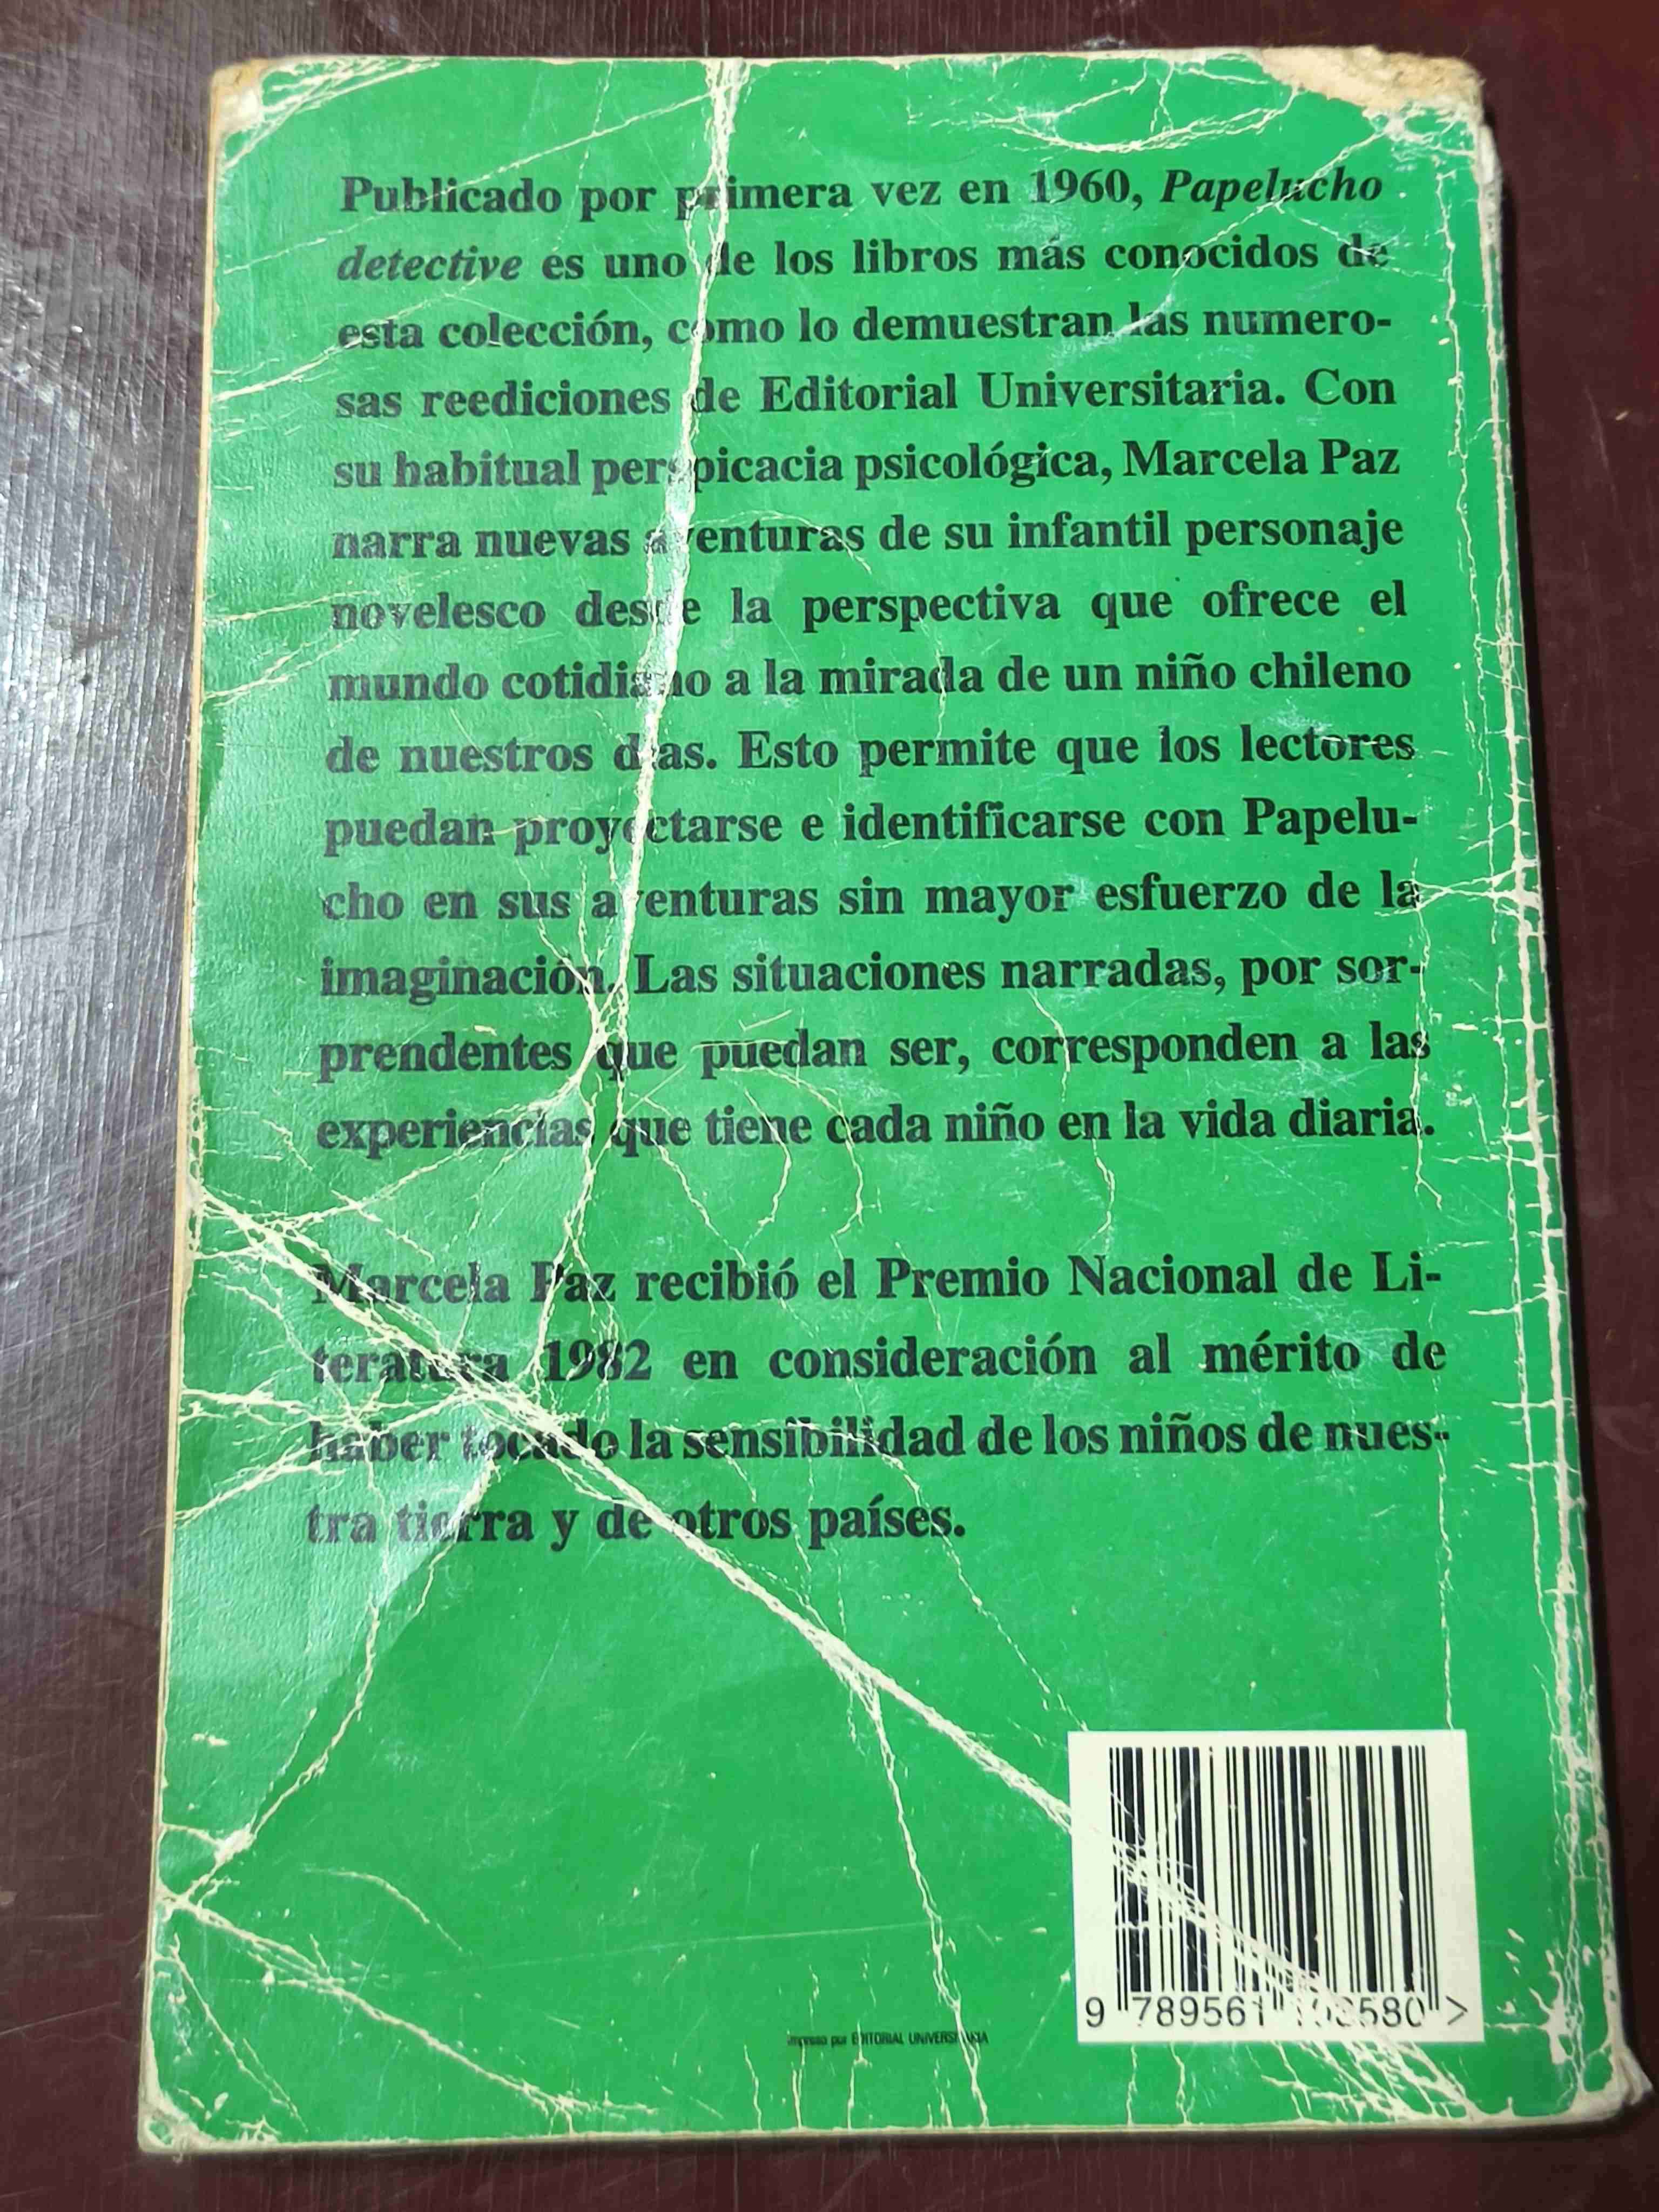 Publicado por primera vez en 1960, Papelucho
detective es uno de los libros más conocidos de
esta colección, como lo demuestran las numero-
sas reediciones de Editorial Universitaria. Con
su habitual perspicacia psicológica, Marcela Paz
narra nuevas aventuras de su infantil personaje
novelesco desde la perspectiva que ofrece el
mundo cotidiano a la mirada de un niño chileno
de nuestros días. Esto permite que los lectores
puedan proyectarse e identificarse con Papelu-
cho en sus aventuras sin mayor esfuerzo de la
imaginación. Las situaciones narradas, por sor-
prendentes que puedan ser, corresponden a las
experiencias que tiene cada niño en la vida diaria.
Marcela Paz recibió el Premio Nacional de Li-
teratura 1982 en consideración al mérito de
haber tocado la sensibilidad de los niños de nues-
tra tierra y de otros países.
Impreso por EDITORIAL UNIVERSITARIA
9 789561 >